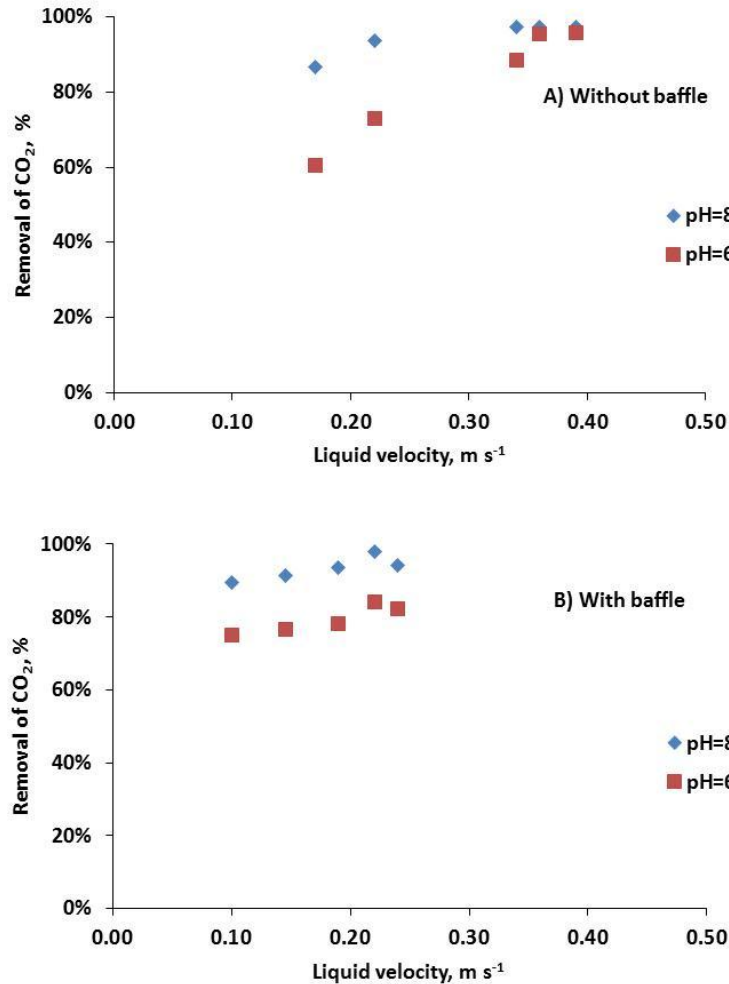 100%
80%
60%
40%
20%
0%
Removal of CO₂, %
A) Without baffle
pH=8
pH=6
0.00 0.10 0.20 0.30 0.40 0.50
Liquid velocity, m s⁻¹
100%
80%
60%
40%
20%
0%
Removal of CO₂, %
B) With baffle
pH=8
pH=6
0.00 0.10 0.20 0.30 0.40 0.50
Liquid velocity, m s⁻¹